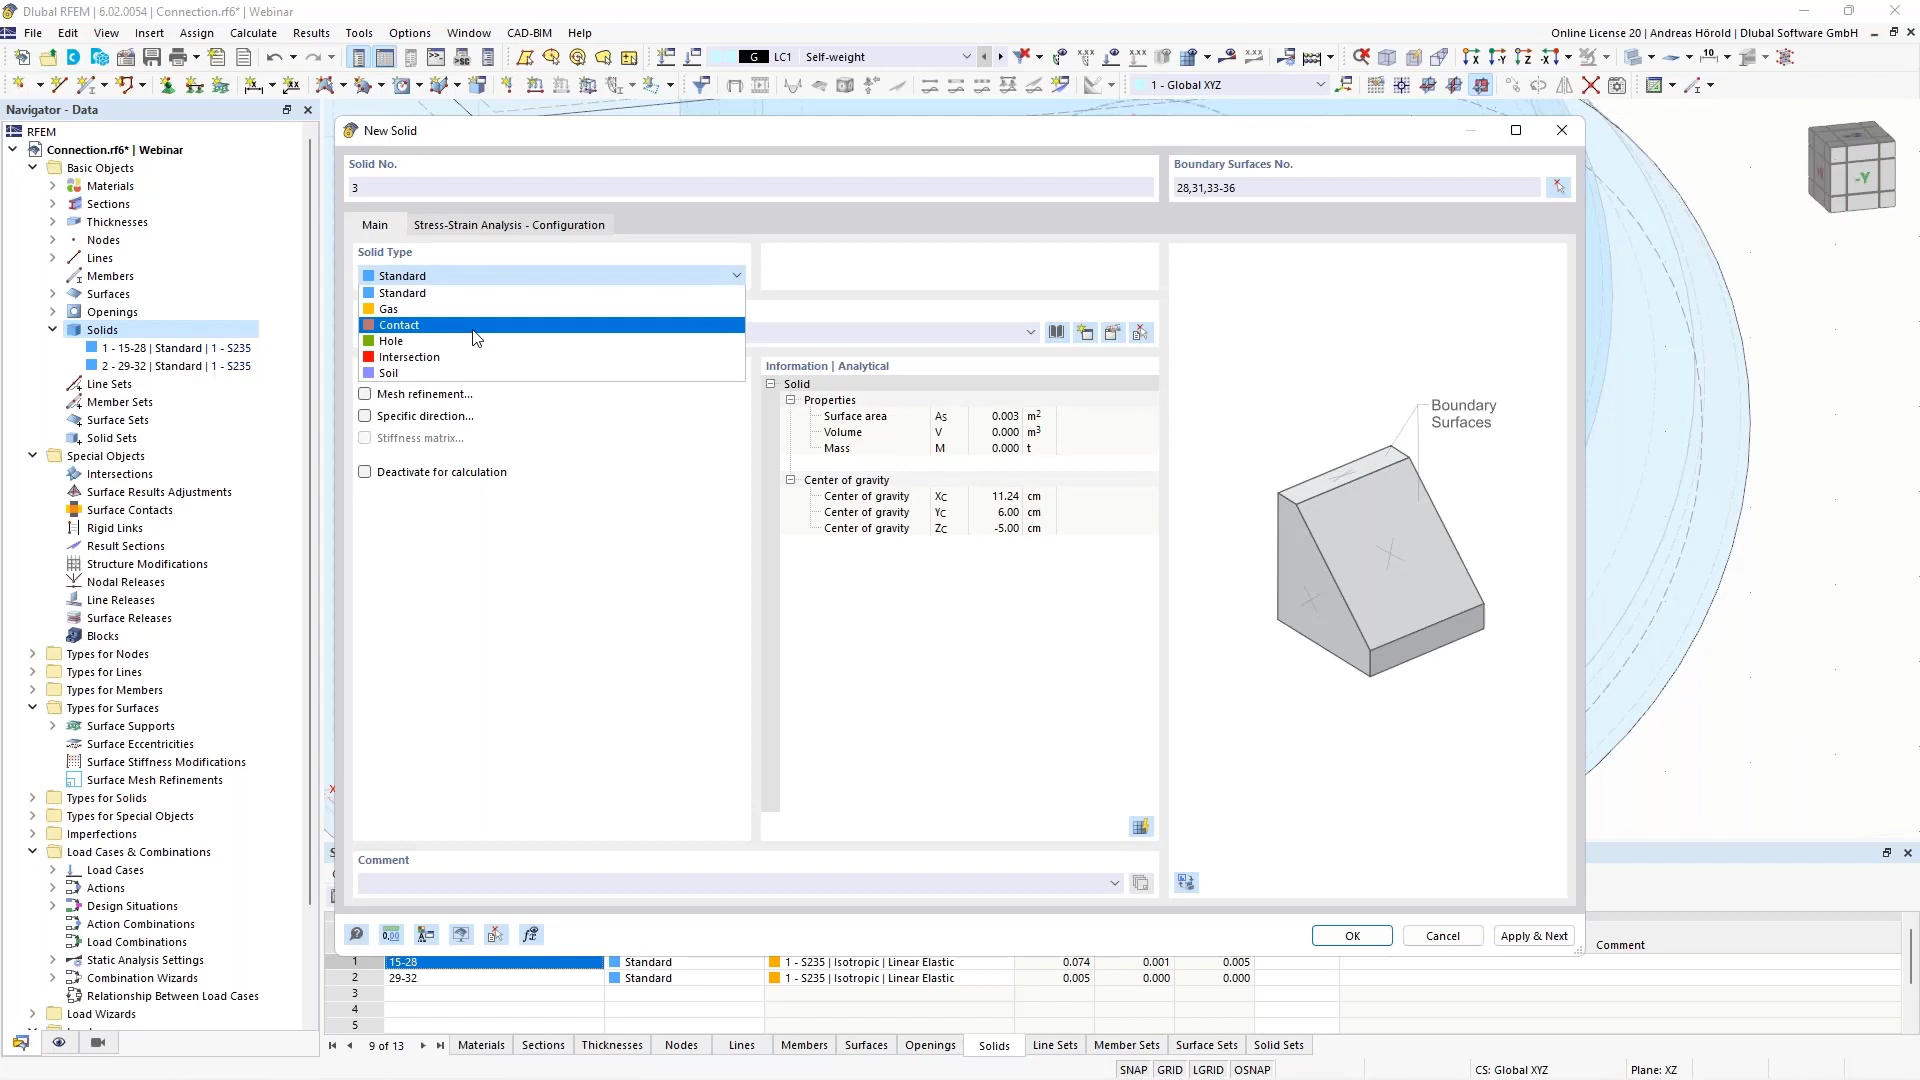 Dlubal RFEM | 6.02.0054 | Connection.rf6* | Webinar
File Edit View Insert Assign Calculate Results Tools Options Window CAD-BIM Help
Online License 20 | Andreas Hörold | Dlubal Software GmbH
G LC1 Self-weight
1 - Global XYZ
Navigator - Data
RFEM
Connection.rf6* | Webinar
Basic Objects
Materials
Sections
Thicknesses
Nodes
Lines
Members
Surfaces
Openings
Solids
1 - 15-28 | Standard | 1 - S235
2 - 29-32 | Standard | 1 - S235
Line Sets
Member Sets
Surface Sets
Solid Sets
Special Objects
Intersections
Surface Results Adjustments
Surface Contacts
Rigid Links
Result Sections
Structure Modifications
Nodal Releases
Line Releases
Surface Releases
Blocks
Types for Nodes
Types for Lines
Types for Members
Types for Surfaces
Surface Supports
Surface Eccentricities
Surface Stiffness Modifications
Surface Mesh Refinements
Types for Solids
Types for Special Objects
Imperfections
Load Cases & Combinations
Load Cases
Actions
Design Situations
Action Combinations
Load Combinations
Static Analysis Settings
Combination Wizards
Relationship Between Load Cases
Load Wizards
New Solid
Solid No.
3
Boundary Surfaces No.
28,31,33-36
Main
Stress-Strain Analysis - Configuration
Solid Type
Standard
Standard
Gas
Contact
Hole
Intersection
Soil
Mesh refinement...
Specific direction...
Stiffness matrix...
Deactivate for calculation
Information | Analytical
Solid
Properties
Surface area As 0.003 m2
Volume V 0.000 m3
Mass M 0.000 t
Center of gravity
Center of gravity Xc 11.24 cm
Center of gravity Yc 6.00 cm
Center of gravity Zc -5.00 cm
Boundary
Surfaces
Comment
OK Cancel Apply & Next
-Y
Comment
1 15-28 Standard 1 - S235 | Isotropic | Linear Elastic 0.074 0.001 0.005
2 29-32 Standard 1 - S235 | Isotropic | Linear Elastic 0.005 0.000 0.000
3
4
5
9 of 13 Materials Sections Thicknesses Nodes Lines Members Surfaces Openings Solids Line Sets Member Sets Surface Sets Solid Sets
SNAP GRID LGRID OSNAP CS: Global XYZ Plane: XZ